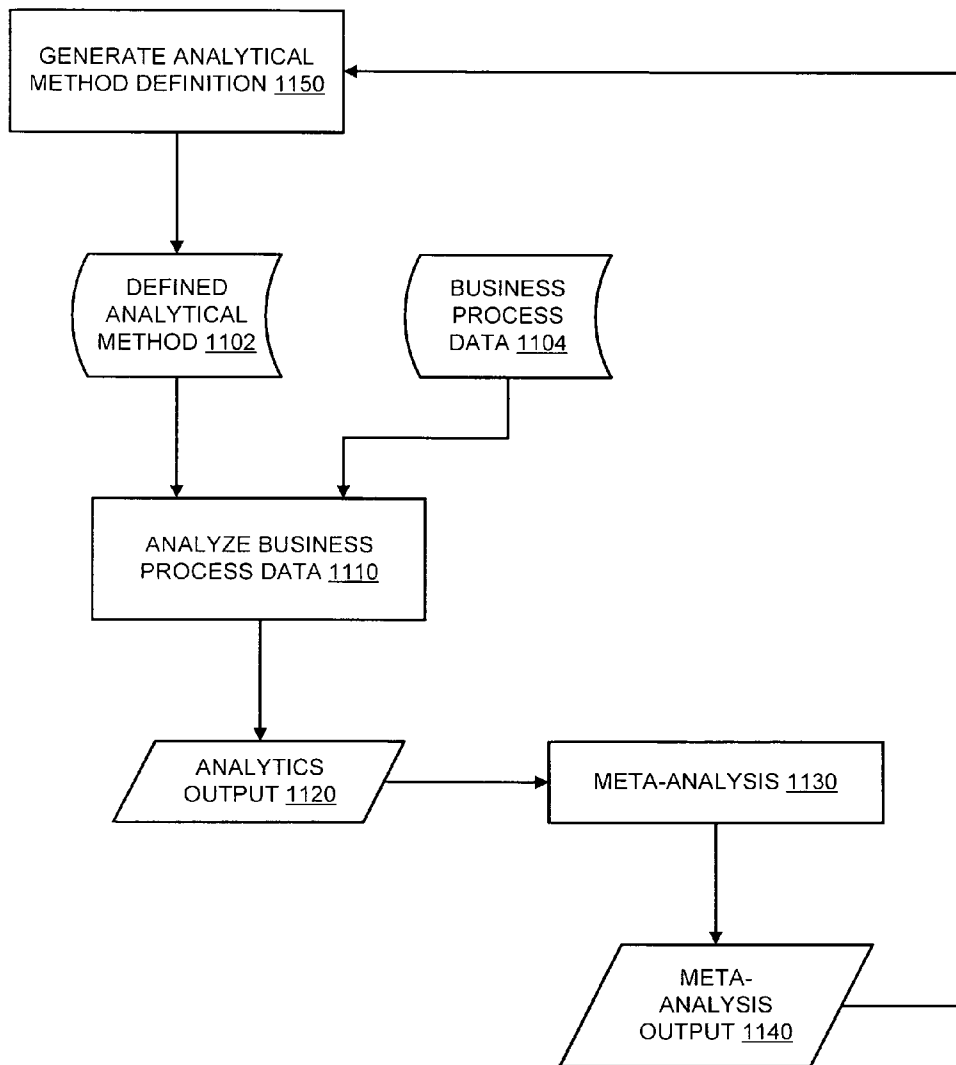 GENERATE ANALYTICAL
METHOD DEFINITION 1150
DEFINED
ANALYTICAL
METHOD 1102
BUSINESS
PROCESS
DATA 1104
ANALYZE BUSINESS
PROCESS DATA 1110
ANALYTICS
OUTPUT 1120
META-ANALYSIS 1130
META-
ANALYSIS
OUTPUT 1140